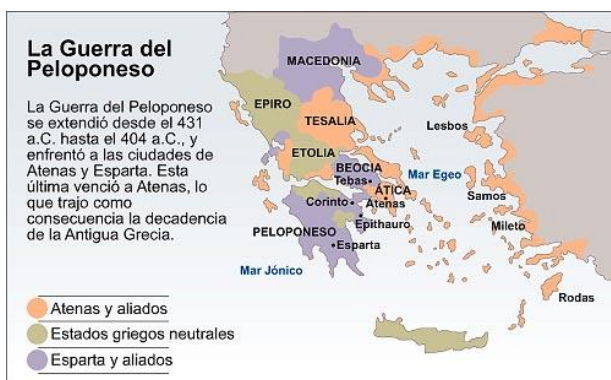 La Guerra del
Peloponeso
La Guerra del Peloponeso
se extendió desde el 431
a.C. hasta el 404 a.C., y
enfrentó a las ciudades de
Atenas y Esparta. Esta
última venció a Atenas, lo
que trajo como
consecuencia la decadencia
de la Antigua Grecia.
MACEDONIA
EPIRO
TESALIA
Lesbos
ETOLIA
BEOCIA
Tebas
Mar Egeo
ÁTICA
Atenas
Samos
Corinto
Epithauro
Mileto
PELOPONESO
Esparta
Mar Jónico
Rodas
Atenas y aliados
Estados griegos neutrales
Esparta y aliados